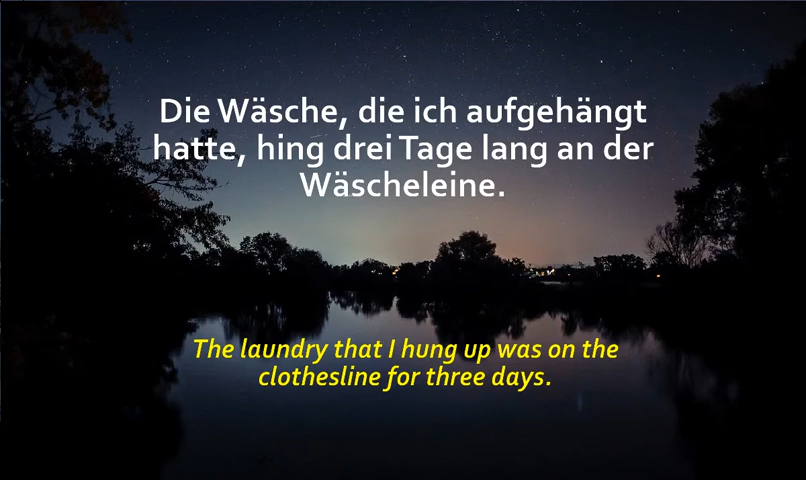 Die Wäsche, die ich aufgehängt
hatte, hing drei Tage lang an der
Wäscheleine.
The laundry that I hung up was on the
clothesline for three days.